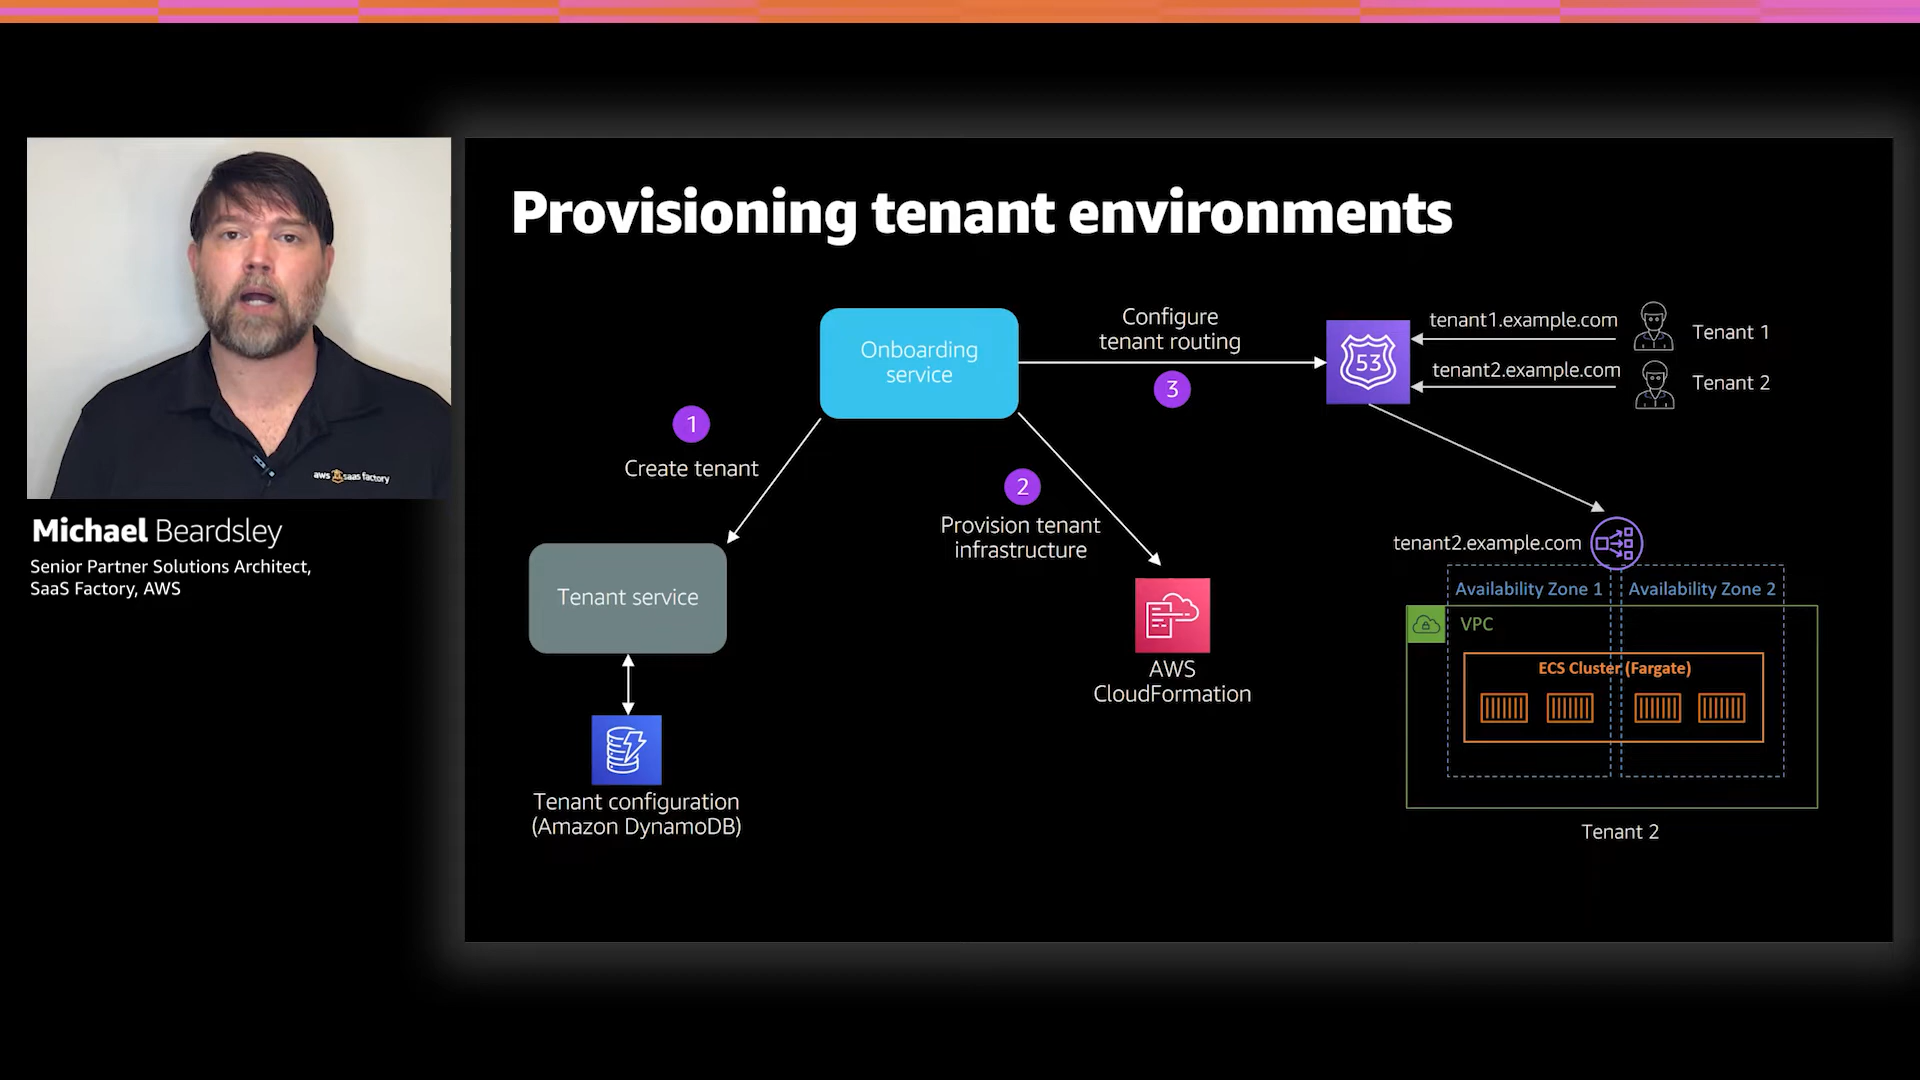 Provisioning tenant environments
Onboarding
service
Configure
tenant routing
3
53
tenant1.example.com
Tenant 1
tenant2.example.com
Tenant 2
1
Create tenant
2
Provision tenant
infrastructure
Tenant service
AWS
CloudFormation
Tenant configuration
(Amazon DynamoDB)
tenant2.example.com
Availability Zone 1
Availability Zone 2
VPC
ECS Cluster (Fargate)
Tenant 2
aws saas factory
Michael Beardsley
Senior Partner Solutions Architect,
SaaS Factory, AWS